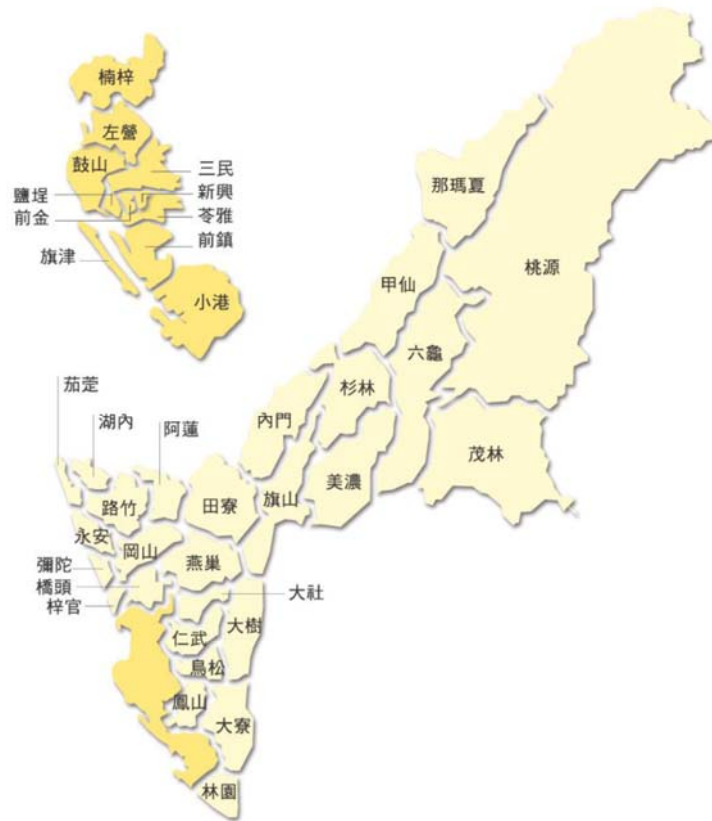 楠梓
左營
鼓山
三民
鹽埕
新興
前金
苓雅
前鎮
旗津
小港
那瑪夏
桃源
甲仙
六龜
茄萣
湖內
阿蓮
內門
杉林
茂林
路竹
田寮
旗山
美濃
永安
岡山
燕巢
彌陀
橋頭
梓官
大社
仁武
大樹
鳥松
鳳山
大寮
林園